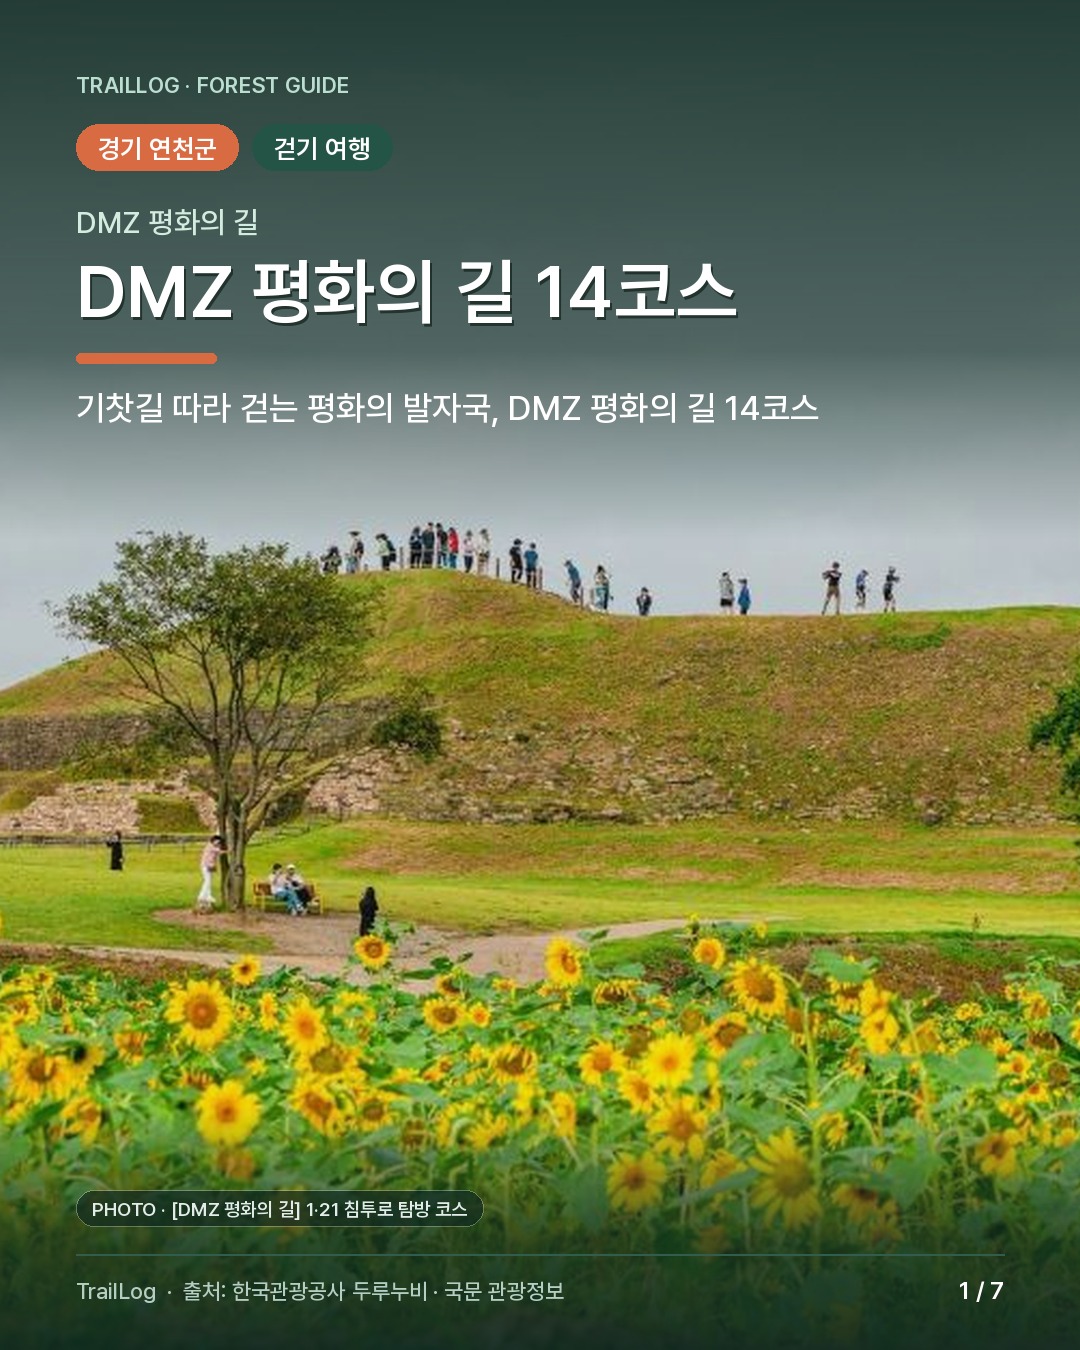 TRAILLOG · FOREST GUIDE
경기 연천군
걷기 여행
DMZ 평화의 길
DMZ 평화의 길 14코스
기찻길 따라 걷는 평화의 발자국, DMZ 평화의 길 14코스
PHOTO · [DMZ 평화의 길] 1·21 침투로 탐방 코스
TrailLog · 출처: 한국관광공사 두루누비 · 국문 관광정보
1 / 7